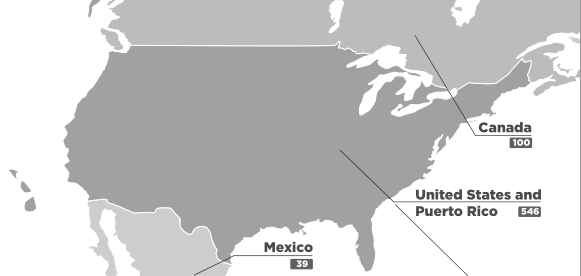 Canada
100
United States and
Puerto Rico 546
Mexico
39